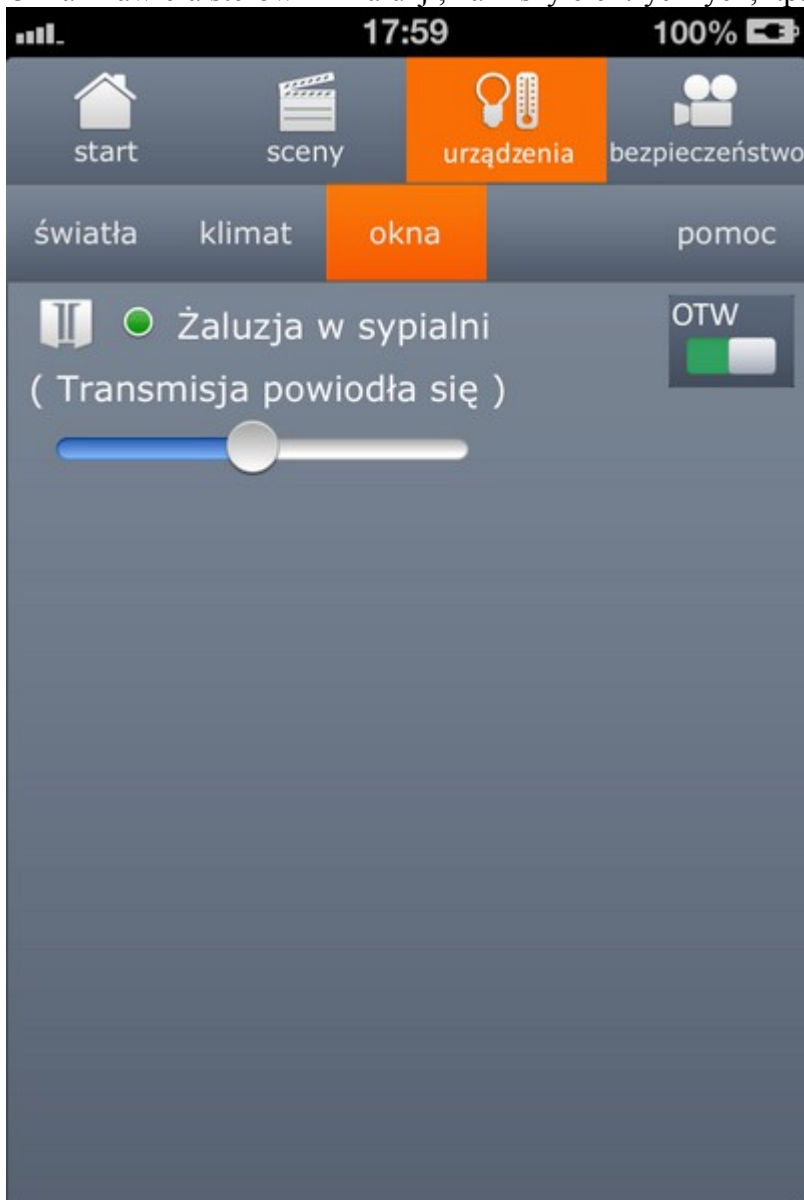 17:59 100%
start sceny urządzenia bezpieczeństwo
światła klimat okna pomoc
Żaluzja w sypialni OTW
( Transmisja powiodła się )